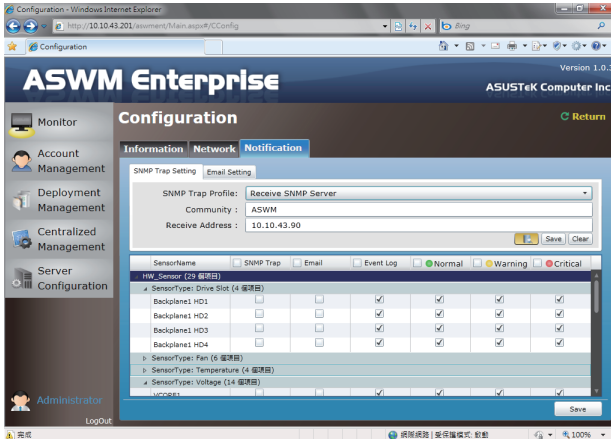 Configuration - Windows Internet Explorer
http://10.10.43.201/aswment/Main.aspx#/CConfig
Bing
Configuration
ASWM Enterprise
Version 1.0.
ASUSTeK Computer Inc
Monitor
Account Management
Deployment Management
Centralized Management
Server Configuration
Administrator
LogOut
Configuration
Return
Information Network Notification
SNMP Trap Setting Email Setting
SNMP Trap Profile: Receive SNMP Server
Community : ASWM
Receive Address : 10.10.43.90
Save Clear
SensorName SNMP Trap Email Event Log Normal Warning Critical
HW_Sensor (29 個項目)
SensorType: Drive Slot (4 個項目)
Backplane1 HD1
Backplane1 HD2
Backplane1 HD3
Backplane1 HD4
SensorType: Fan (6 個項目)
SensorType: Temperature (4 個項目)
SensorType: Voltage (14 個項目)
VCORE1
Save
完成
網際網路 | 受保護模式: 啟動
100%